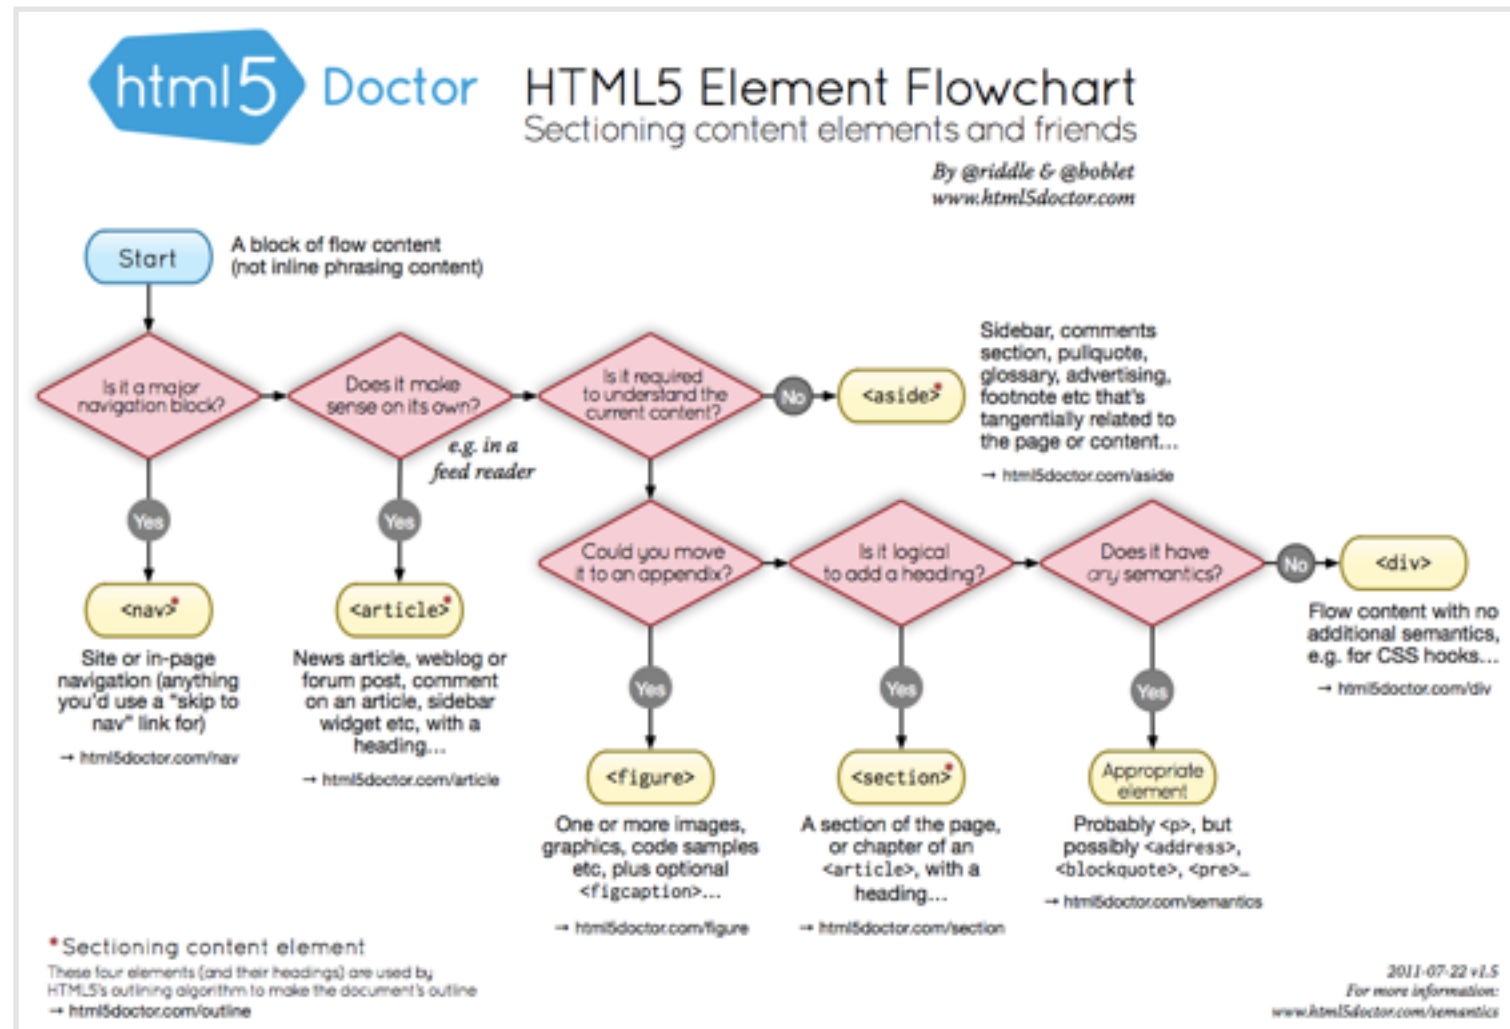 html5 Doctor
HTML5 Element Flowchart
Sectioning content elements and friends
By @riddle & @boblet
www.html5doctor.com
Start
A block of flow content
(not inline phrasing content)
Is it a major
navigation block?
Does it make
sense on its own?
e.g. in a
feed reader
Is it required
to understand the
current content?
No
<aside>*
Sidebar, comments
section, pullquote,
glossary, advertising,
footnote etc that's
tangentially related to
the page or content...
→ html5doctor.com/aside
Yes
<nav>*
Site or in-page
navigation (anything
you'd use a "skip to
nav" link for)
→ html5doctor.com/nav
Yes
<article>*
News article, weblog or
forum post, comment
on an article, sidebar
widget etc, with a
heading...
→ html5doctor.com/article
Could you move
it to an appendix?
Is it logical
to add a heading?
Does it have
any semantics?
No
<div>
Flow content with no
additional semantics,
e.g. for CSS hooks...
→ html5doctor.com/div
Yes
<figure>
One or more images,
graphics, code samples
etc, plus optional
<figcaption>...
→ html5doctor.com/figure
Yes
<section>*
A section of the page,
or chapter of an
<article>, with a
heading...
→ html5doctor.com/section
Yes
Appropriate
element
Probably <p>, but
possibly <address>,
<blockquote>, <pre>...
→ html5doctor.com/semantics
* Sectioning content element
These four elements (and their headings) are used by
HTML5's outlining algorithm to make the document's outline
→ html5doctor.com/outline
2011-07-22 v1.5
For more information:
www.html5doctor.com/semantics